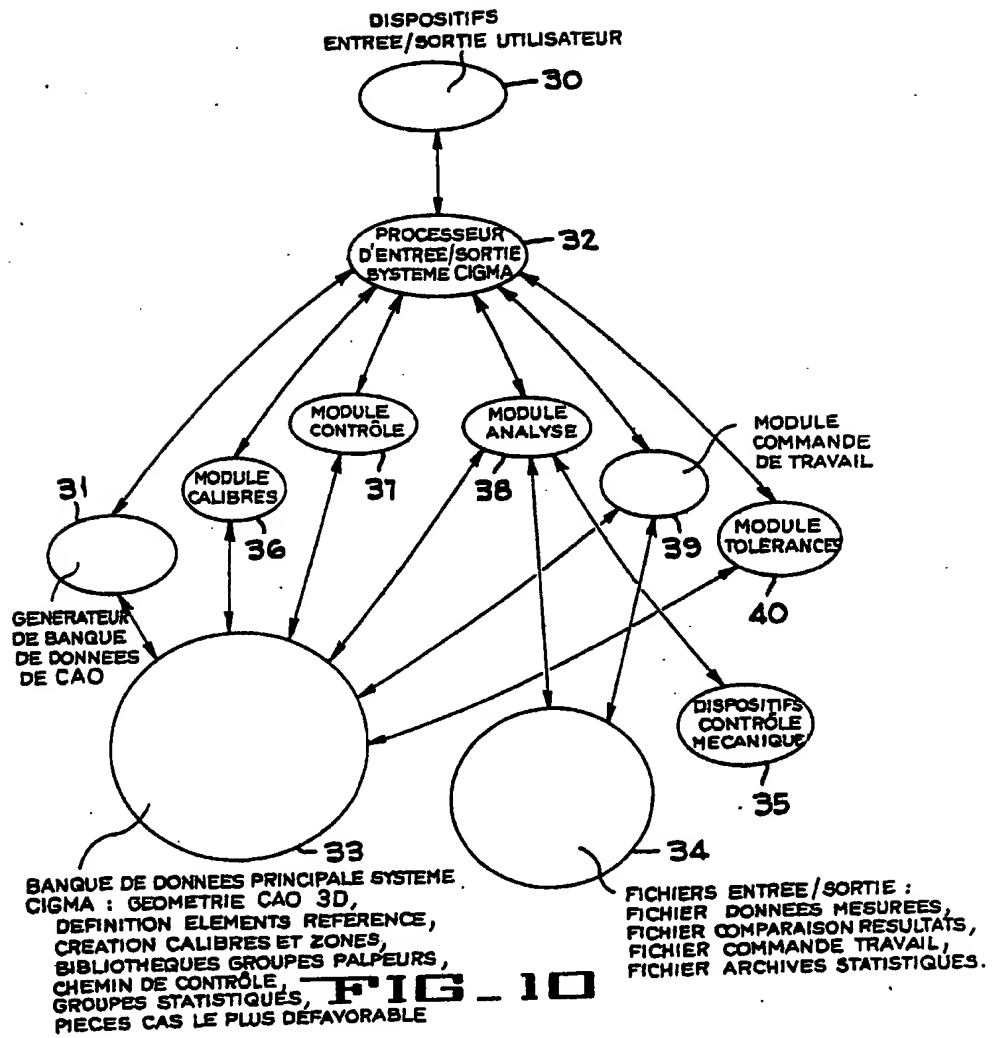 DISPOSITIFS
ENTREE/SORTIE UTILISATEUR
30
PROCESSEUR
D'ENTREE/SORTIE
SYSTEME CIGMA
32
MODULE
CONTRÔLE
37
MODULE
ANALYSE
38
MODULE
COMMANDE
DE TRAVAIL
39
31
MODULE
CALIBRES
36
MODULE
TOLERANCES
40
GENERATEUR
DE BANQUE
DE DONNEES
DE CAO
DISPOSITIFS
CONTRÔLE
MECANIQUE
35
33
34
BANQUE DE DONNEES PRINCIPALE SYSTEME
CIGMA : GEOMETRIE CAO 3D,
DEFINITION ELEMENTS REFERENCE,
CREATION CALIBRES ET ZONES,
BIBLIOTHEQUES GROUPES PALPEURS,
CHEMIN DE CONTRÔLE,
GROUPES STATISTIQUES,
PIECES CAS LE PLUS DEFAVORABLE
FICHIERS ENTREE/SORTIE :
FICHIER DONNEES MESUREES,
FICHIER COMPARAISON RESULTATS,
FICHIER COMMANDE TRAVAIL,
FICHIER ARCHIVES STATISTIQUES.
FIG_10